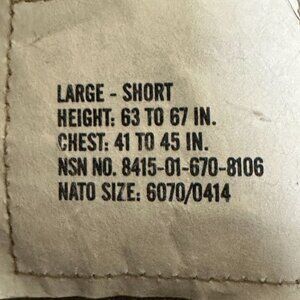 LARGE - SHORT
HEIGHT: 63 TO 67 IN.
CHEST: 41 TO 45 IN.
NSN NO. 8415-01-670-8106
NATO SIZE: 6070/0414